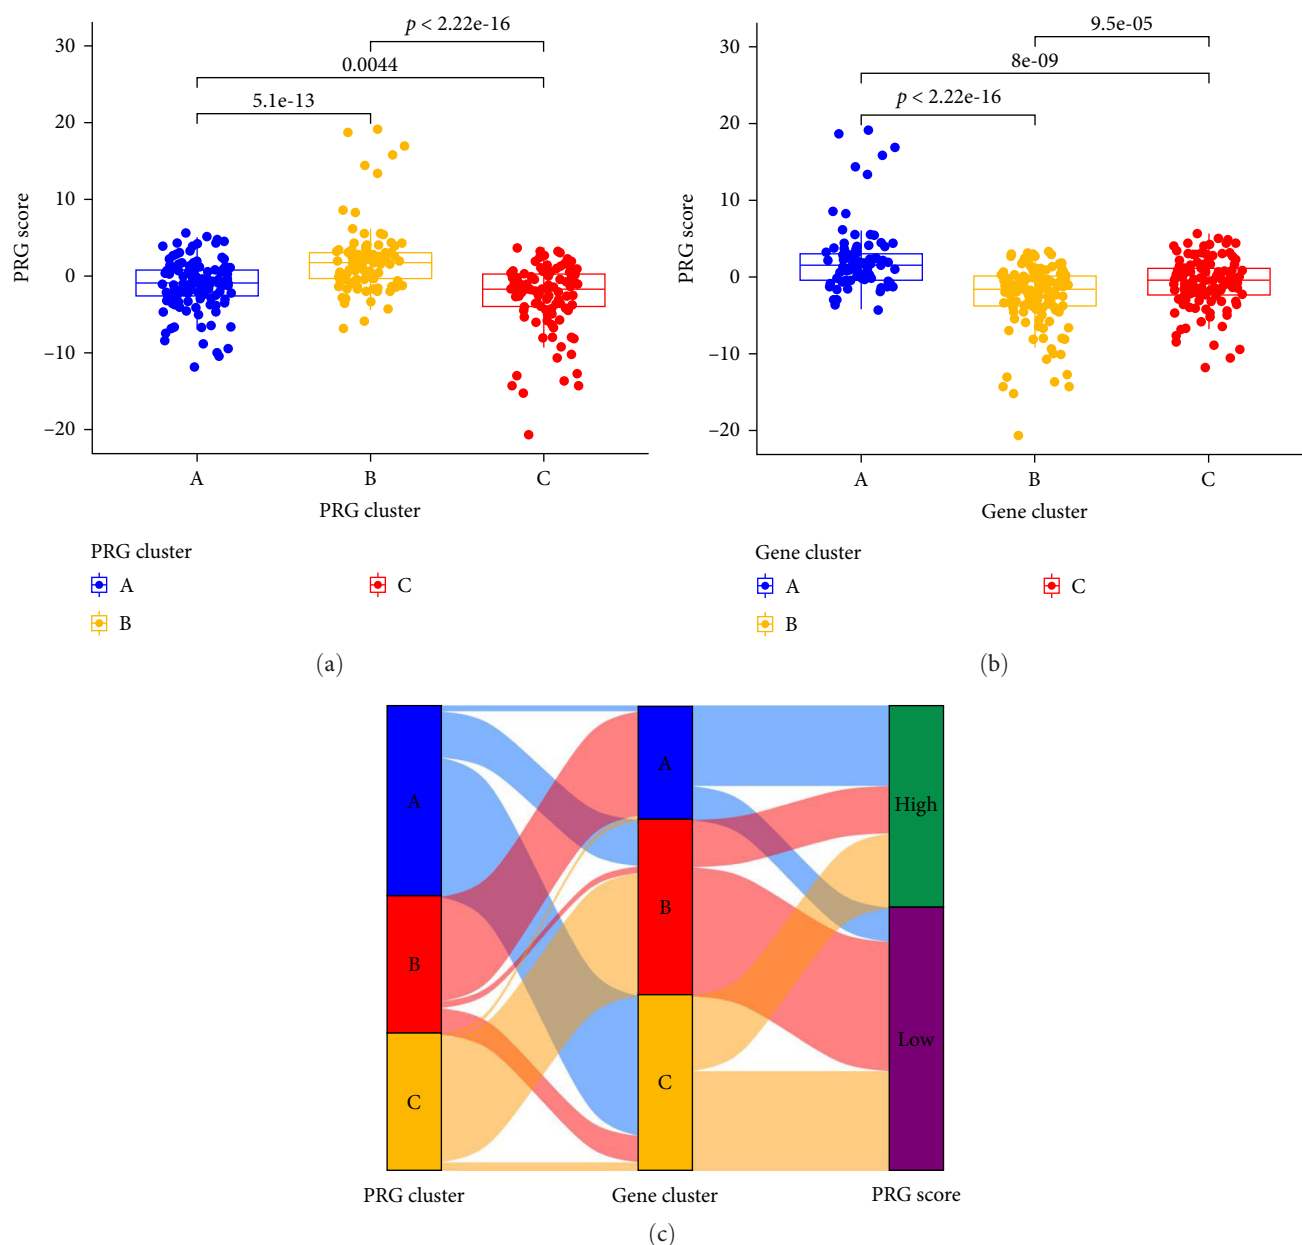 p < 2.22e-16
0.0044
5.1e-13
30
20
10
0
–10
–20
PRG score
A B C
PRG cluster
PRG cluster
A C
B
(a)
9.5e-05
8e-09
p < 2.22e-16
30
20
10
0
–10
–20
PRG score
A B C
Gene cluster
Gene cluster
A C
B
(b)
A
B
C
A
B
C
High
Low
PRG cluster Gene cluster PRG score
(c)